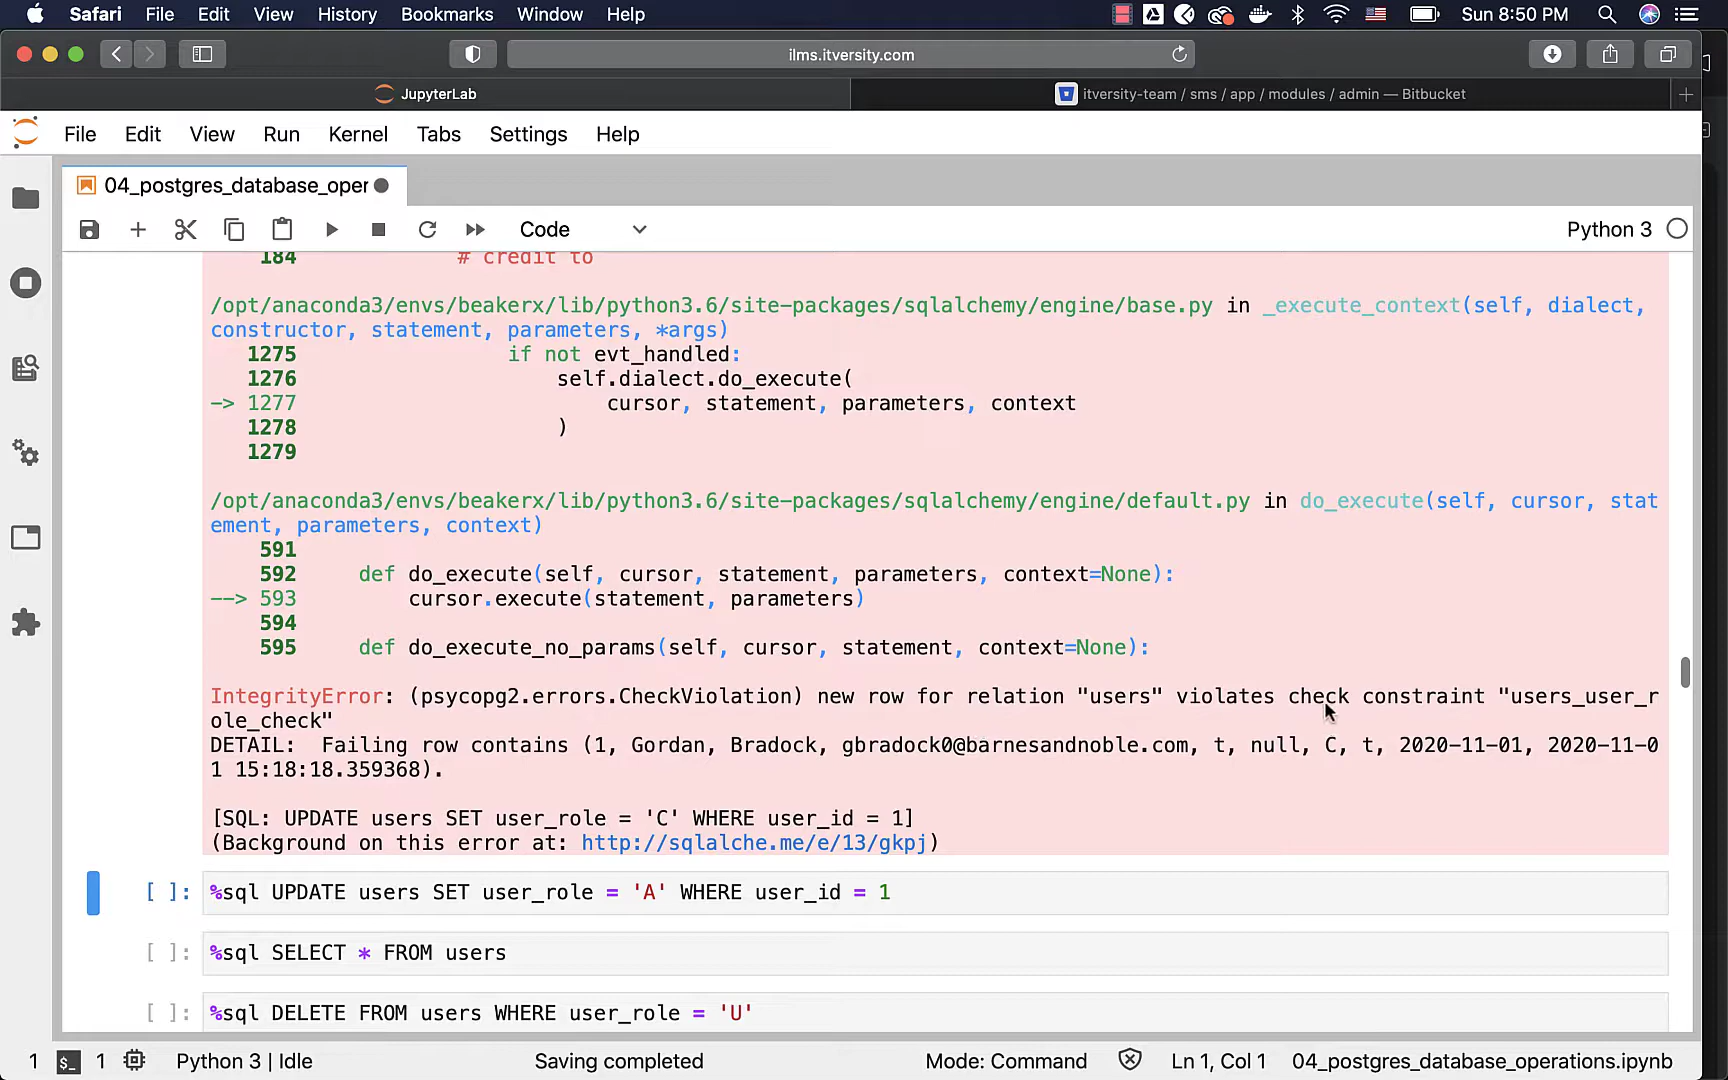 Safari File Edit View History Bookmarks Window Help Sun 8:50 PM
ilms.itversity.com
JupyterLab
itversity-team / sms / app / modules / admin — Bitbucket
File Edit View Run Kernel Tabs Settings Help
04_postgres_database_oper
Code
Python 3
184 # credit to
/opt/anaconda3/envs/beakerx/lib/python3.6/site-packages/sqlalchemy/engine/base.py in _execute_context(self, dialect,
constructor, statement, parameters, *args)
1275 if not evt_handled:
1276 self.dialect.do_execute(
-> 1277 cursor, statement, parameters, context
1278 )
1279
/opt/anaconda3/envs/beakerx/lib/python3.6/site-packages/sqlalchemy/engine/default.py in do_execute(self, cursor, stat
ement, parameters, context)
591
592 def do_execute(self, cursor, statement, parameters, context=None):
--> 593 cursor.execute(statement, parameters)
594
595 def do_execute_no_params(self, cursor, statement, context=None):
IntegrityError: (psycopg2.errors.CheckViolation) new row for relation "users" violates check constraint "users_user_r
ole_check"
DETAIL: Failing row contains (1, Gordan, Bradock, gbradock0@barnesandnoble.com, t, null, C, t, 2020-11-01, 2020-11-0
1 15:18:18.359368).
[SQL: UPDATE users SET user_role = 'C' WHERE user_id = 1]
(Background on this error at: http://sqlalche.me/e/13/gkpj)
[ ]: %sql UPDATE users SET user_role = 'A' WHERE user_id = 1
[ ]: %sql SELECT * FROM users
[ ]: %sql DELETE FROM users WHERE user_role = 'U'
1 $_ 1 Python 3 | Idle Saving completed Mode: Command Ln 1, Col 1 04_postgres_database_operations.ipynb